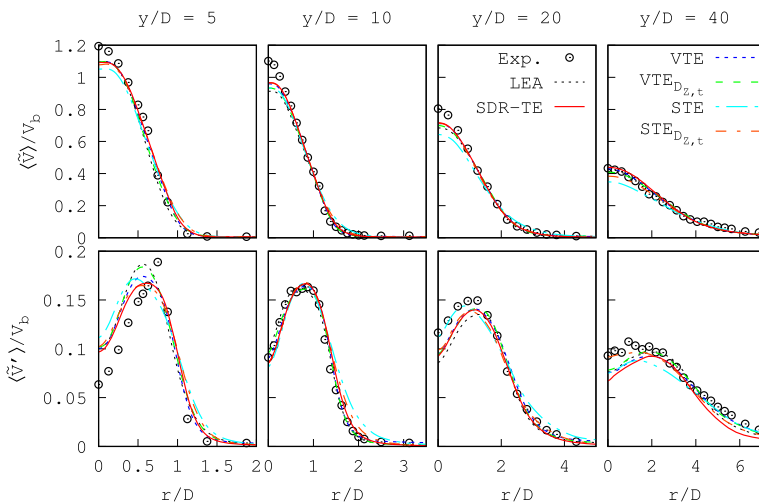 y/D = 5 y/D = 10 y/D = 20 y/D = 40
⟨Ṽ⟩/V_b
1.2
1
0.8
0.6
0.4
0.2
0
Exp.
LEA
SDR-TE
VTE
VTE_{D_{Z,t}}
STE
STE_{D_{Z,t}}
⟨Ṽ'⟩/V_b
0.2
0.15
0.1
0.05
0
0 0.5 1 1.5 2 0 1 2 3 0 2 4 0 2 4 6
r/D r/D r/D r/D